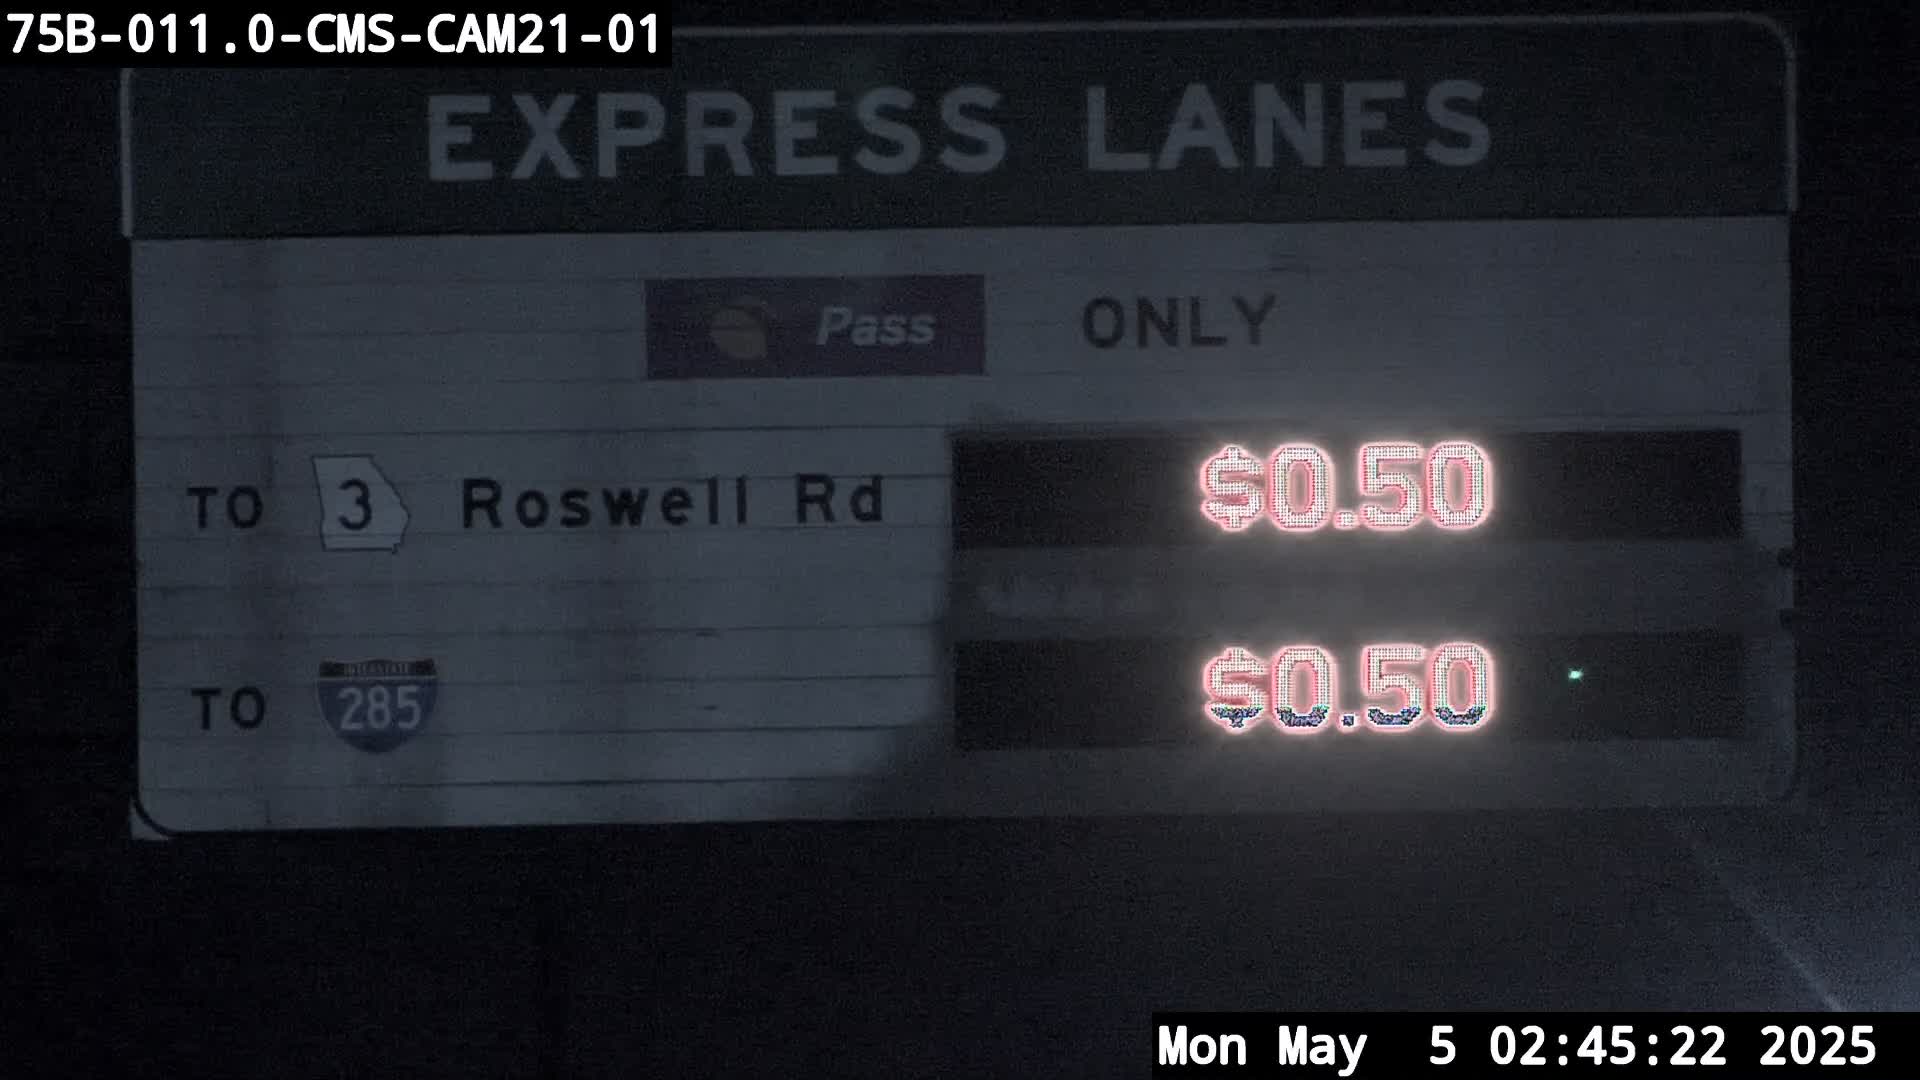 75B-011.0-CMS-CAM21-01
EXPRESS LANES
Pass ONLY
TO 3 Roswell Rd $0.50
TO INTERSTATE 285 $0.50
Mon May 5 02:45:22 2025